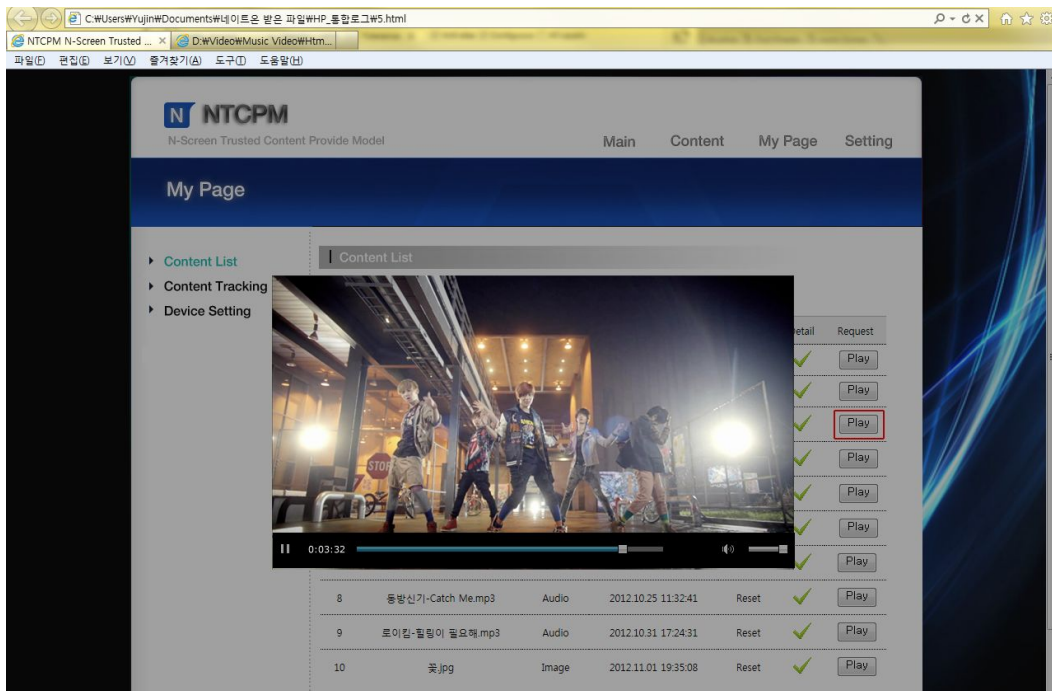 C:₩Users₩Yujin₩Documents₩네이트온 받은 파일₩HP_통합로그₩5.html
NTCPM N-Screen Trusted ...
D:₩Video₩Music Video₩Htm...
파일(F) 편집(E) 보기(V) 즐겨찾기(A) 도구(T) 도움말(H)
N NTCPM
N-Screen Trusted Content Provide Model
Main Content My Page Setting
My Page
Content List
Content Tracking
Device Setting
Content List
Detail Request
Play
Play
Play
Play
Play
Play
Play
STOP
0:03:32
8 동방신기-Catch Me.mp3 Audio 2012.10.25 11:32:41 Reset Play
9 로이킴-힐링이 필요해.mp3 Audio 2012.10.31 17:24:31 Reset Play
10 꽃.jpg Image 2012.11.01 19:35:08 Reset Play